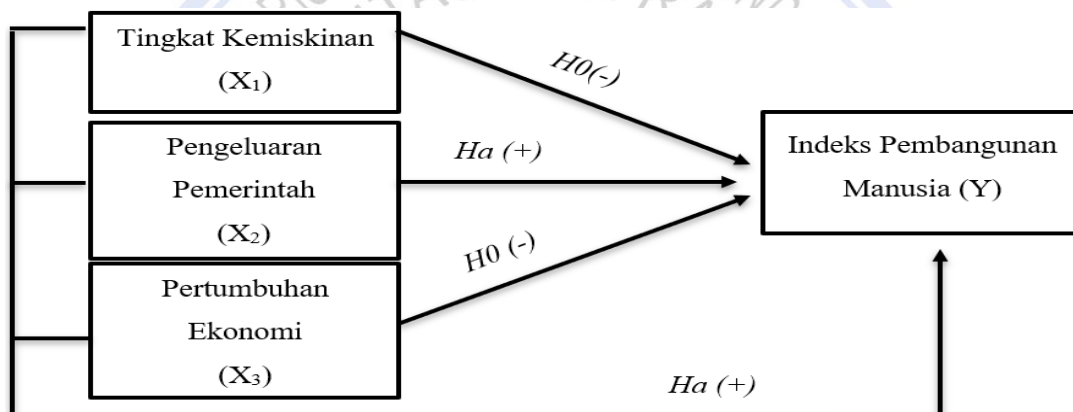 Tingkat Kemiskinan
(X₁)
H0(-)
Pengeluaran
Pemerintah
(X₂)
Ha (+)
Indeks Pembangunan
Manusia (Y)
Pertumbuhan
Ekonomi
(X₃)
H0 (-)
Ha (+)